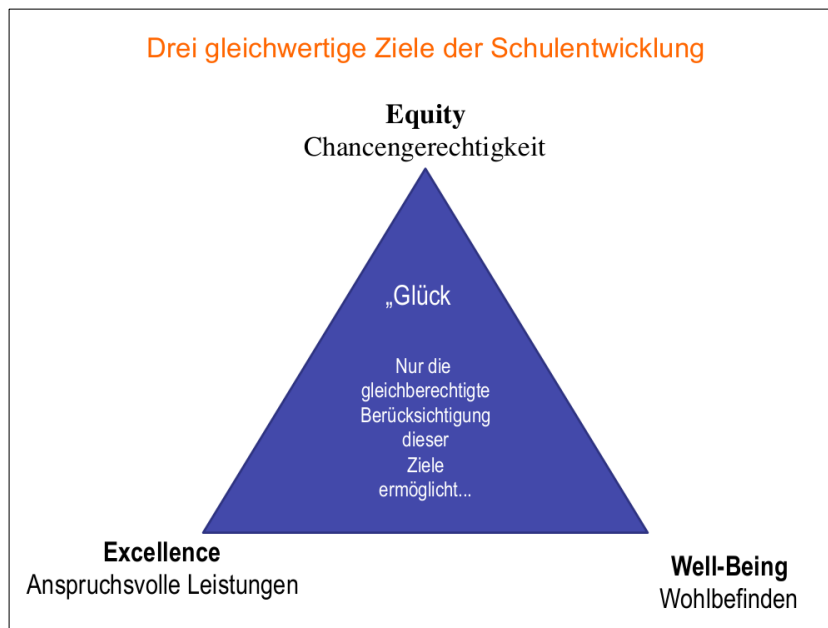 Drei gleichwertige Ziele der Schulentwicklung
Equity
Chancengerechtigkeit
„Glück
Nur die
gleichberechtigte
Berücksichtigung
dieser
Ziele
ermöglicht...
Excellence
Anspruchsvolle Leistungen
Well-Being
Wohlbefinden